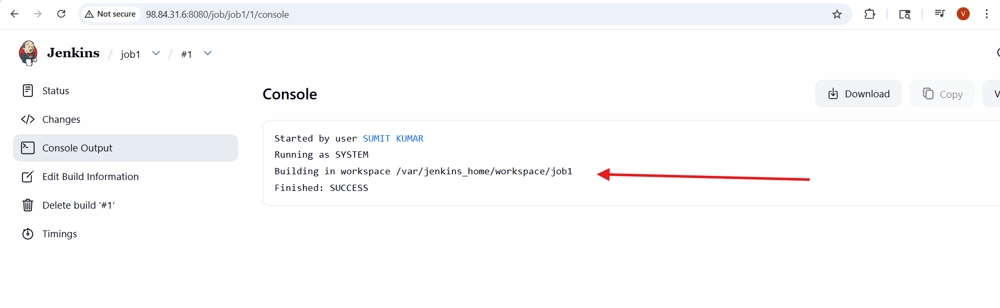 Not secure 98.84.31.6:8080/job/job1/1/console V
Jenkins / job1 / #1
Status
Changes
Console Output
Edit Build Information
Delete build ‘#1’
Timings
Console
Download
Copy
Started by user SUMIT KUMAR
Running as SYSTEM
Building in workspace /var/jenkins_home/workspace/job1
Finished: SUCCESS